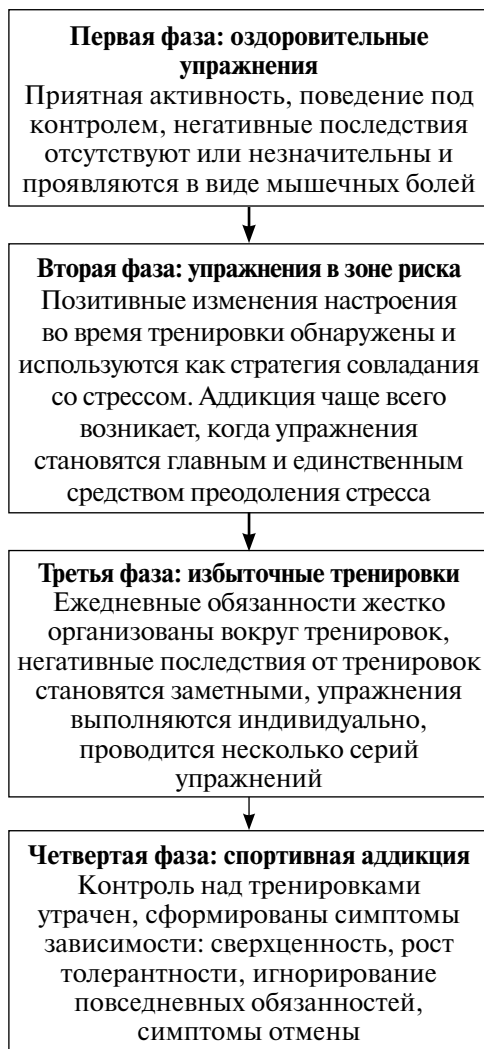 Первая фаза: оздоровительные
упражнения
Приятная активность, поведение под
контролем, негативные последствия
отсутствуют или незначительны и
проявляются в виде мышечных болей
Вторая фаза: упражнения в зоне риска
Позитивные изменения настроения
во время тренировки обнаружены и
используются как стратегия совладания
со стрессом. Аддикция чаще всего
возникает, когда упражнения
становятся главным и единственным
средством преодоления стресса
Третья фаза: избыточные тренировки
Ежедневные обязанности жестко
организованы вокруг тренировок,
негативные последствия от тренировок
становятся заметными, упражнения
выполняются индивидуально,
проводится несколько серий
упражнений
Четвертая фаза: спортивная аддикция
Контроль над тренировками
утрачен, сформированы симптомы
зависимости: сверхценность, рост
толерантности, игнорирование
повседневных обязанностей,
симптомы отмены